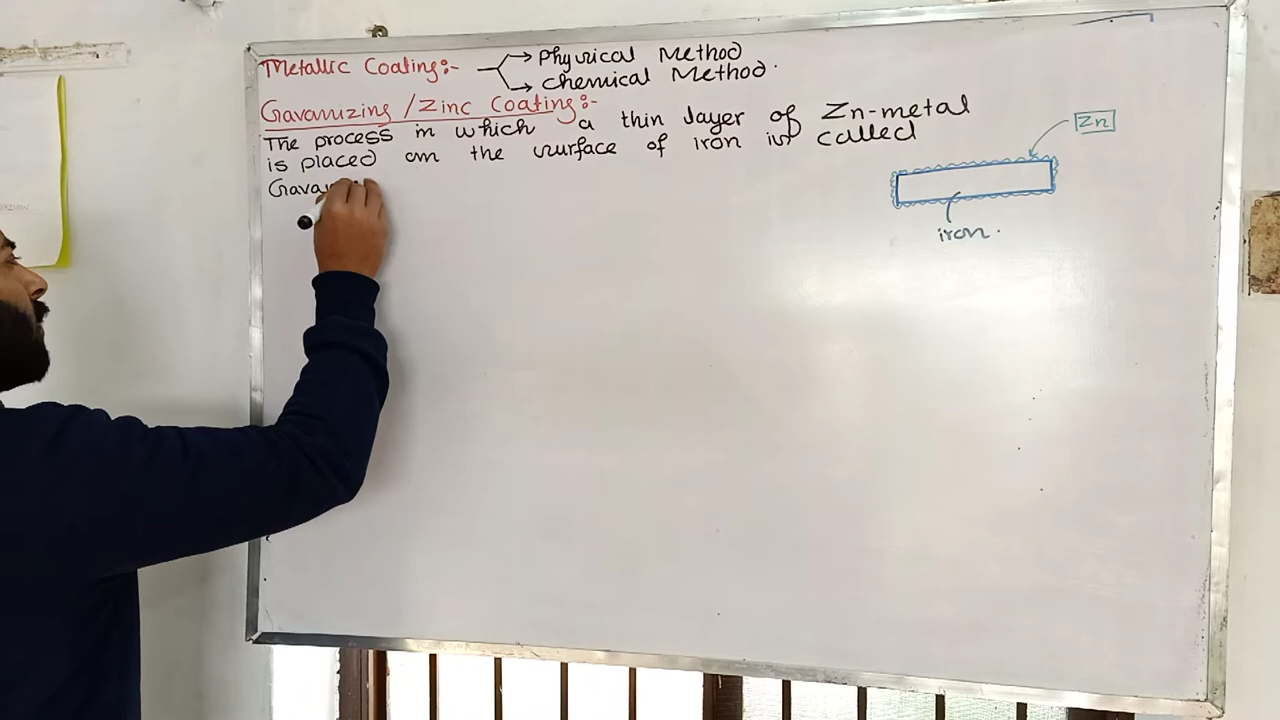 Metallic Coating:- → Physical Method
→ Chemical Method.
Gavanizing / Zinc Coating:-
The process in which a thin layer of Zn-metal
is placed on the surface of iron is called
Gavan
Zn
iron.